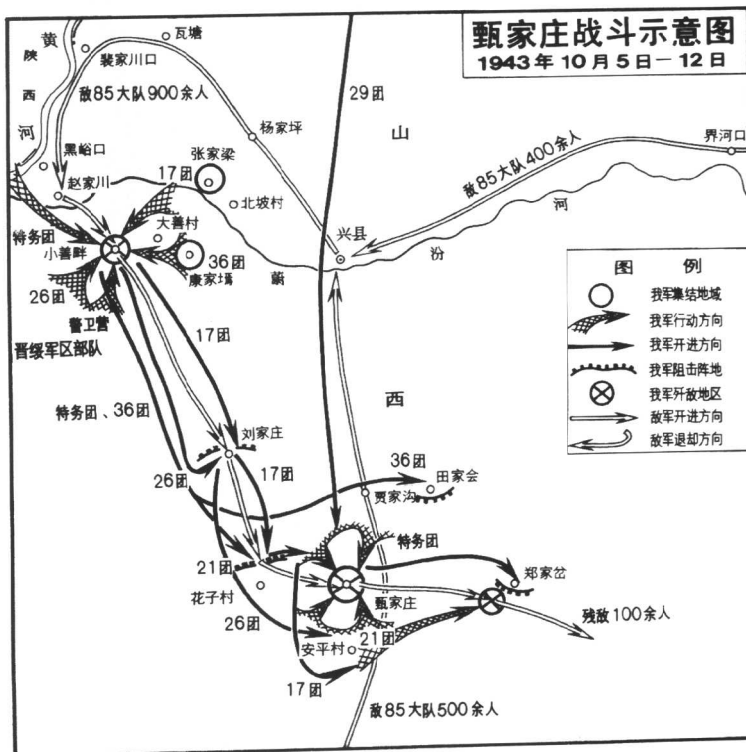 甄家庄战斗示意图
1943年10月5日－12日
黄
河
陕
西
瓦塘
裴家川口
敌85大队900余人
29团
山
西
杨家坪
界河口
敌85大队400余人
黑峪口
赵家川
17团
张家梁
北坡村
大善村
兴县
蔚
汾
河
特务团
小善畔
36团
康家塔
26团
警卫营
晋绥军区部队
17团
特务团、36团
刘家庄
17团
26团
36团
田家会
贾家沟
特务团
21团
花子村
甄家庄
郑家岔
26团
21团
安平村
残敌100余人
17团
敌85大队500余人
图 例
我军集结地域
我军行动方向
我军开进方向
我军阻击阵地
我军歼敌地区
敌军开进方向
敌军退却方向